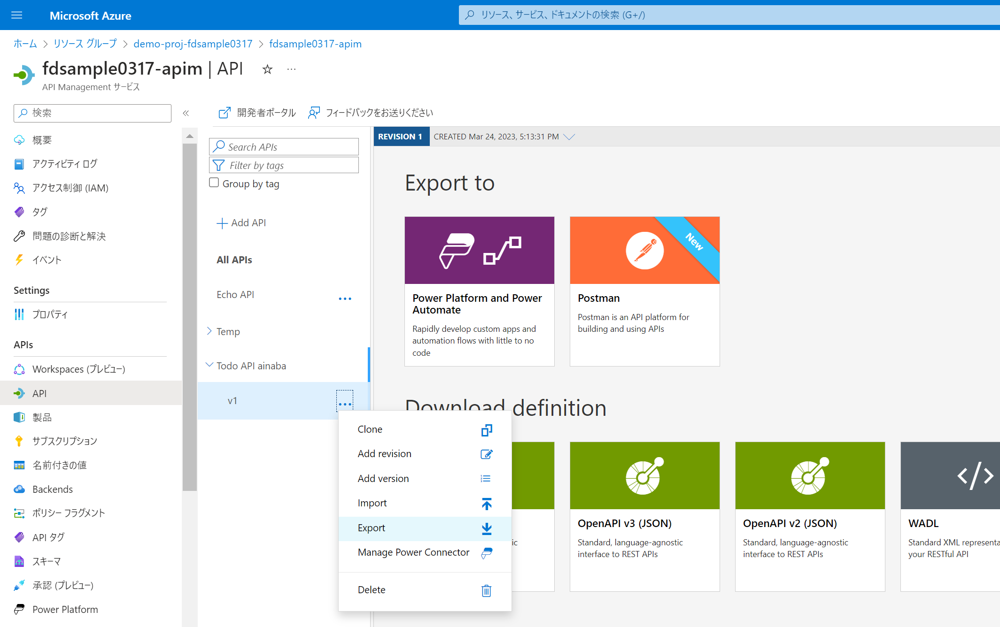 Microsoft Azure
リソース、サービス、ドキュメントの検索 (G+/)
ホーム > リソース グループ > demo-proj-fdsample0317 > fdsample0317-apim
fdsample0317-apim | API
API Management サービス
検索
開発者ポータル
フィードバックをお送りください
概要
アクティビティ ログ
アクセス制御 (IAM)
タグ
問題の診断と解決
イベント
Settings
プロパティ
APIs
Workspaces (プレビュー)
API
製品
サブスクリプション
名前付きの値
Backends
ポリシー フラグメント
API タグ
スキーマ
承認 (プレビュー)
Power Platform
Search APIs
Filter by tags
Group by tag
Add API
All APIs
Echo API
Temp
Todo API ainaba
v1
Clone
Add revision
Add version
Import
Export
Manage Power Connector
Delete
REVISION 1
CREATED Mar 24, 2023, 5:13:31 PM
Export to
Power Platform and Power
Automate
Rapidly develop custom apps and
automation flows with little to no
code
New
Postman
Postman is an API platform for
building and using APIs
Download definition
ic
OpenAPI v3 (JSON)
Standard, language-agnostic
interface to REST APIs
OpenAPI v2 (JSON)
Standard, language-agnostic
interface to REST APIs
WADL
Standard XML representa
your RESTful API